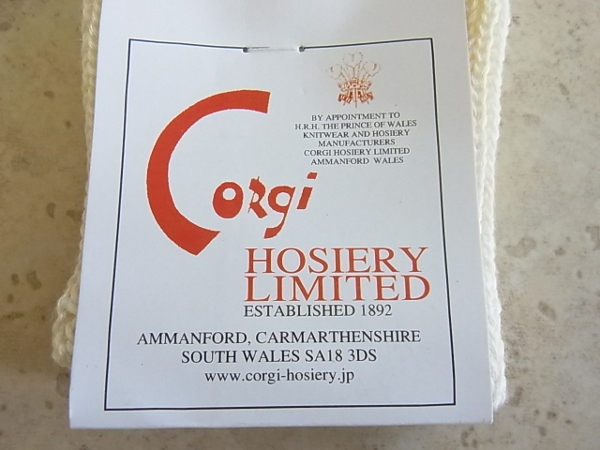 BY APPOINTMENT TO
H.R.H. THE PRINCE OF WALES
KNITWEAR AND HOSIERY
MANUFACTURERS
CORGI HOSIERY LIMITED
AMMANFORD WALES
Corgi
HOSIERY
LIMITED
ESTABLISHED 1892
AMMANFORD, CARMARTHENSHIRE
SOUTH WALES SA18 3DS
www.corgi-hosiery.jp